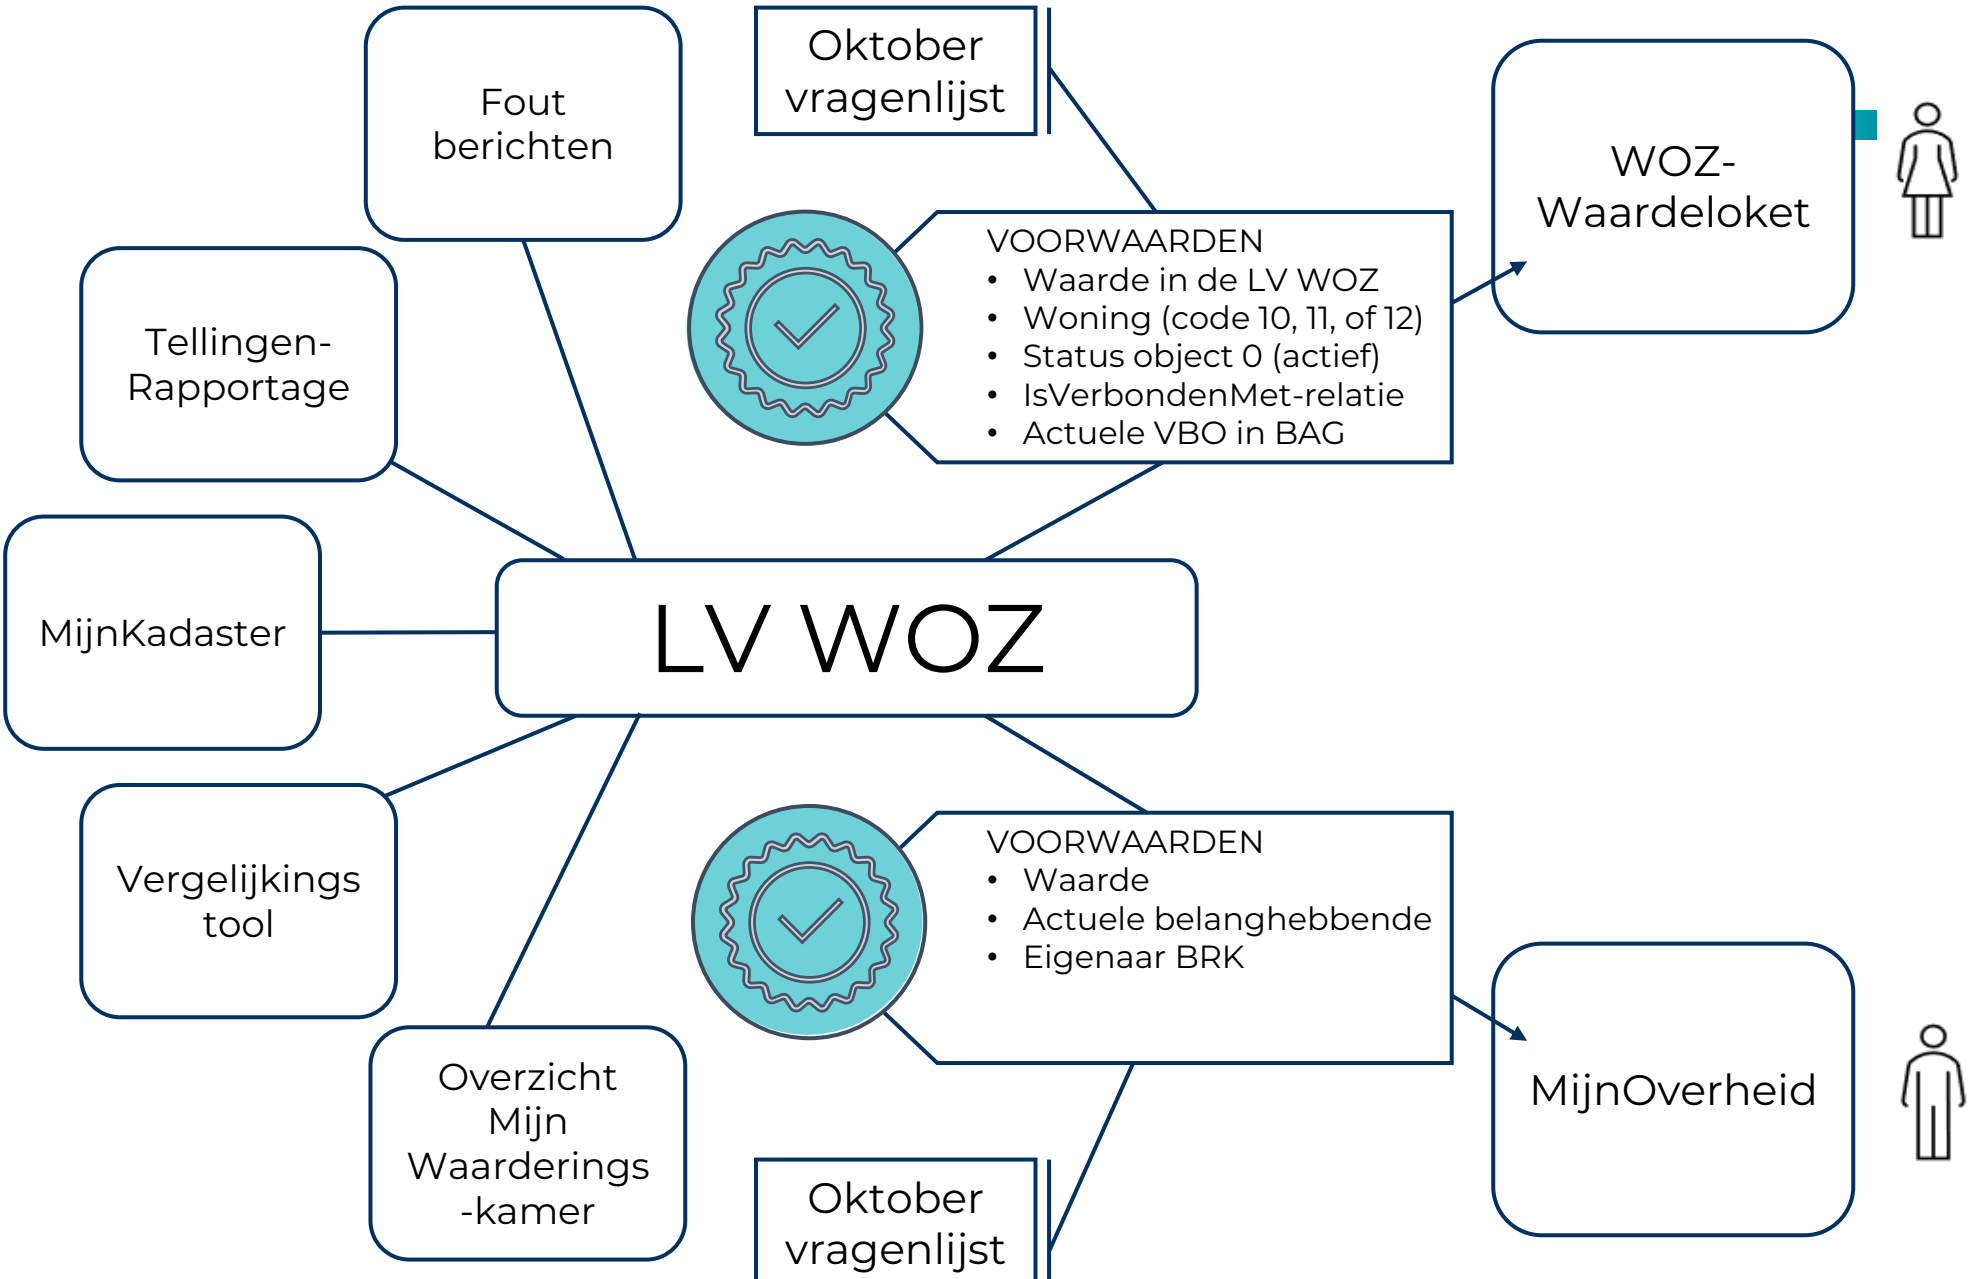 Fout
berichten
Oktober
vragenlijst
WOZ-
Waardeloket
VOORWAARDEN
• Waarde in de LV WOZ
• Woning (code 10, 11, of 12)
• Status object 0 (actief)
• IsVerbondenMet-relatie
• Actuele VBO in BAG
Tellingen-
Rapportage
MijnKadaster
LV WOZ
Vergelijkings
tool
VOORWAARDEN
• Waarde
• Actuele belanghebbende
• Eigenaar BRK
Overzicht
Mijn
Waarderings
-kamer
MijnOverheid
Oktober
vragenlijst